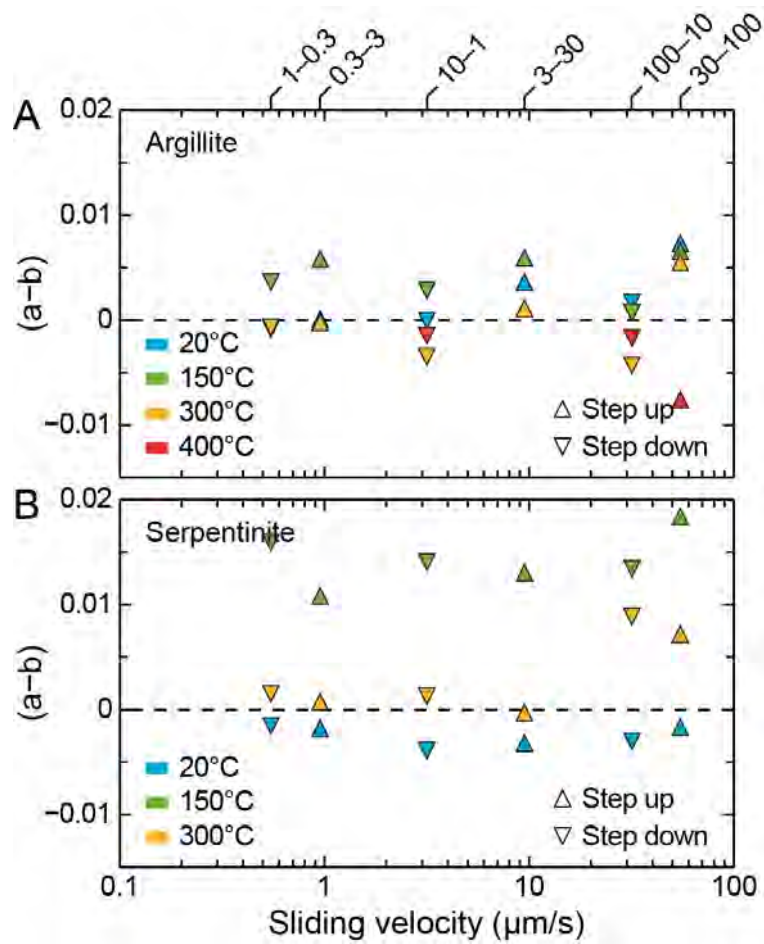 1–0.3
0.3–3
10–1
3–30
100–10
30–100
A
0.02
Argillite
0.01
(a−b)
0
20°C
150°C
300°C
Step up
−0.01
400°C
Step down
B
0.02
Serpentinite
0.01
(a−b)
0
20°C
−0.01
150°C
Step up
300°C
Step down
0.1 1 10 100
Sliding velocity (μm/s)